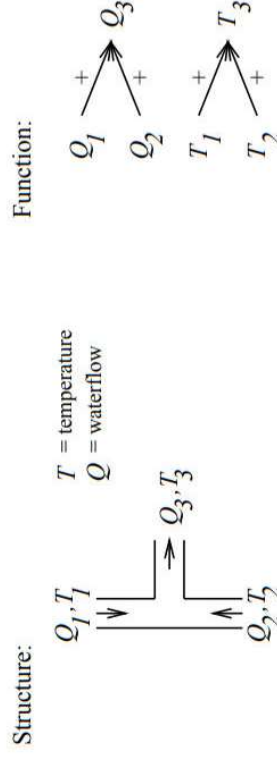 Structure:
Q1,T1
Q3,T3
Q2,T2
T = temperature
Q = waterflow
Function:
Q1 + Q3
Q2 +
T1 + T3
T2 +